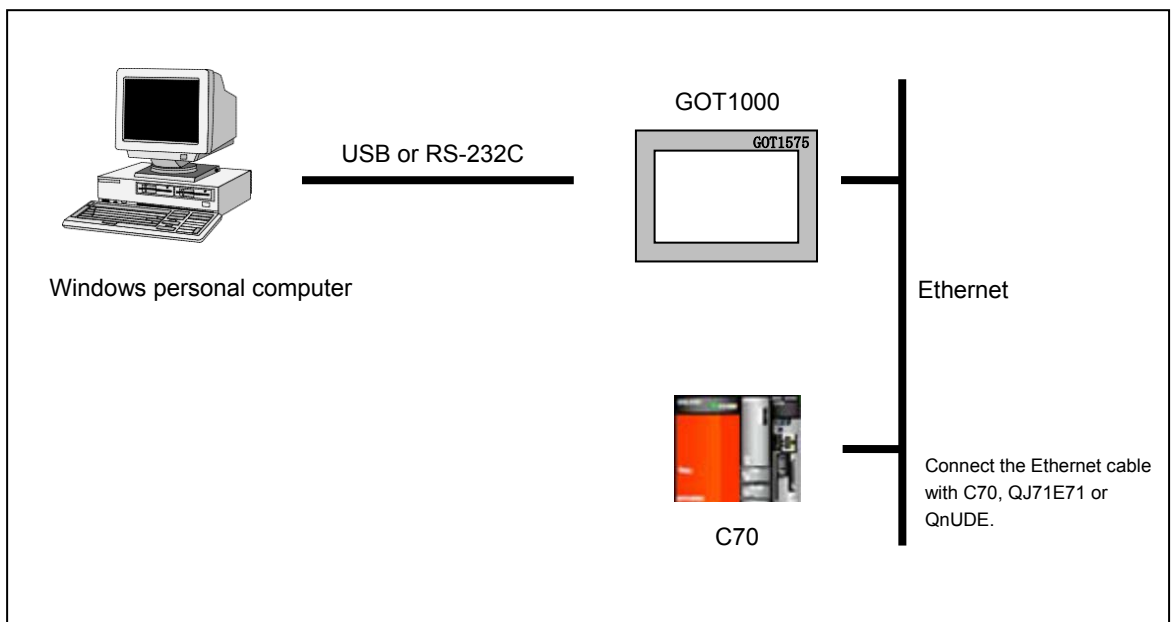 GOT1000
GOT1575
USB or RS-232C
Windows personal computer
Ethernet
Connect the Ethernet cable
with C70, QJ71E71 or
QnUDE.
C70